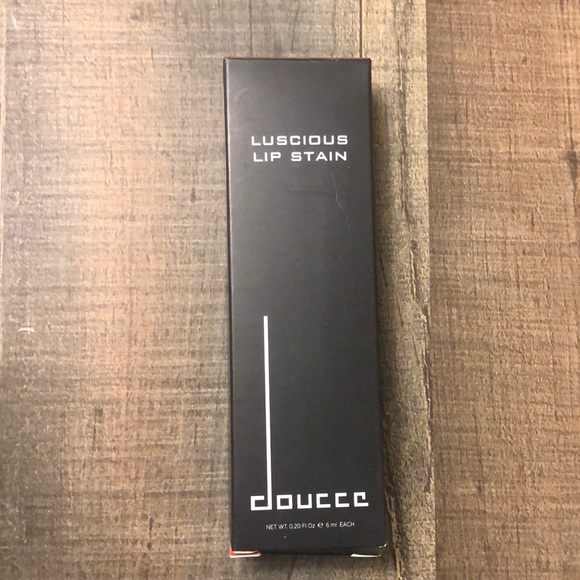 LUSCIOUS
LIP STAIN
doucce
NET WT. 0.20 Fl.Oz ℮ 6 ml EACH